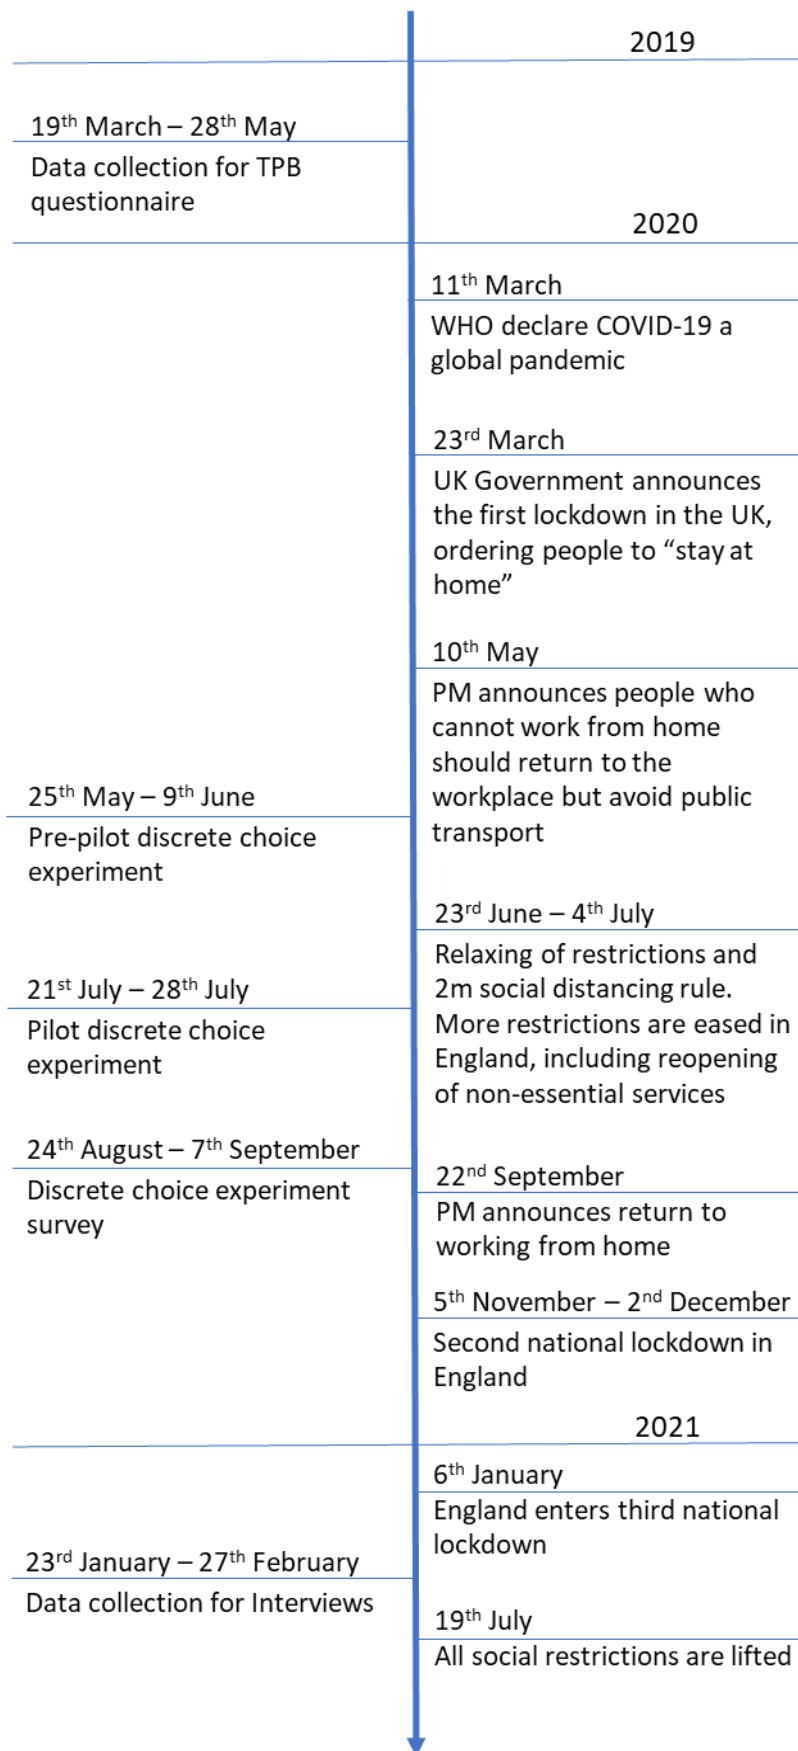 2019
19th March – 28th May
Data collection for TPB
questionnaire
2020
11th March
WHO declare COVID-19 a
global pandemic
23rd March
UK Government announces
the first lockdown in the UK,
ordering people to “stay at
home”
10th May
PM announces people who
cannot work from home
should return to the
workplace but avoid public
transport
25th May – 9th June
Pre-pilot discrete choice
experiment
23rd June – 4th July
Relaxing of restrictions and
2m social distancing rule.
More restrictions are eased in
England, including reopening
of non-essential services
21st July – 28th July
Pilot discrete choice
experiment
24th August – 7th September
Discrete choice experiment
survey
22nd September
PM announces return to
working from home
5th November – 2nd December
Second national lockdown in
England
2021
6th January
England enters third national
lockdown
23rd January – 27th February
Data collection for Interviews
19th July
All social restrictions are lifted